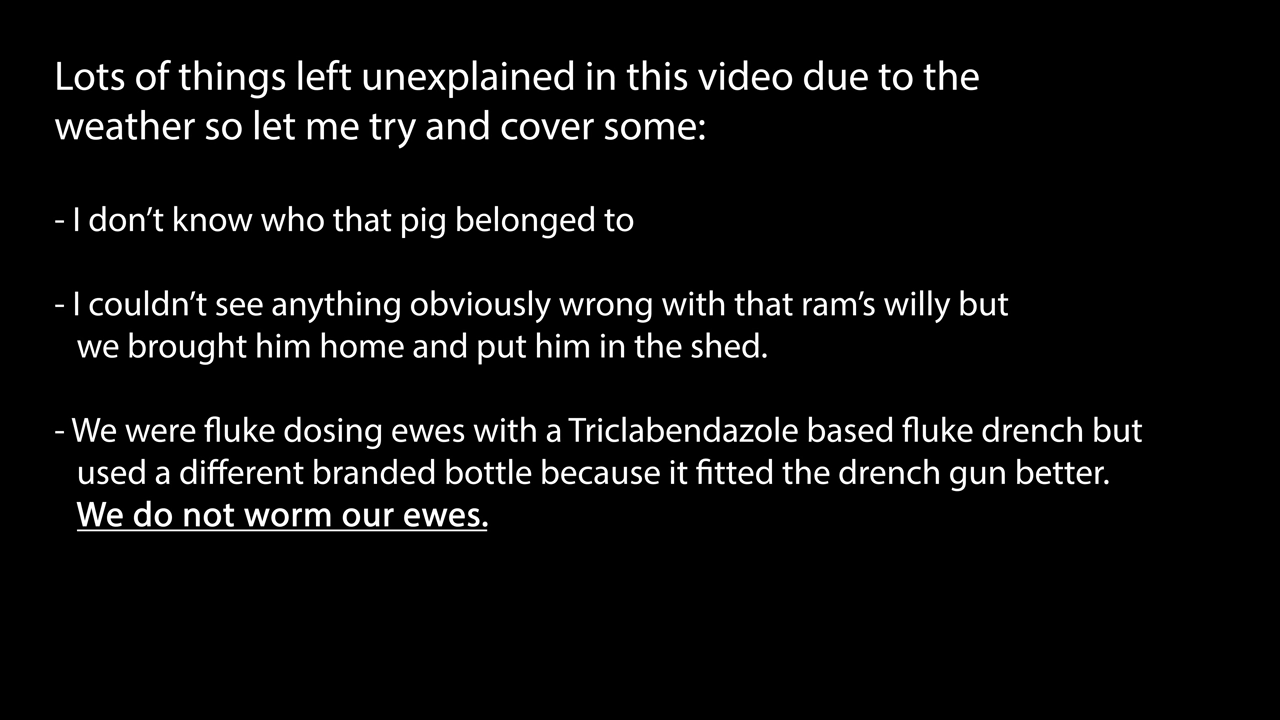 Lots of things left unexplained in this video due to the
weather so let me try and cover some:
- I don’t know who that pig belonged to
- I couldn’t see anything obviously wrong with that ram’s willy but
we brought him home and put him in the shed.
- We were fluke dosing ewes with a Triclabendazole based fluke drench but
used a different branded bottle because it fitted the drench gun better.
We do not worm our ewes.